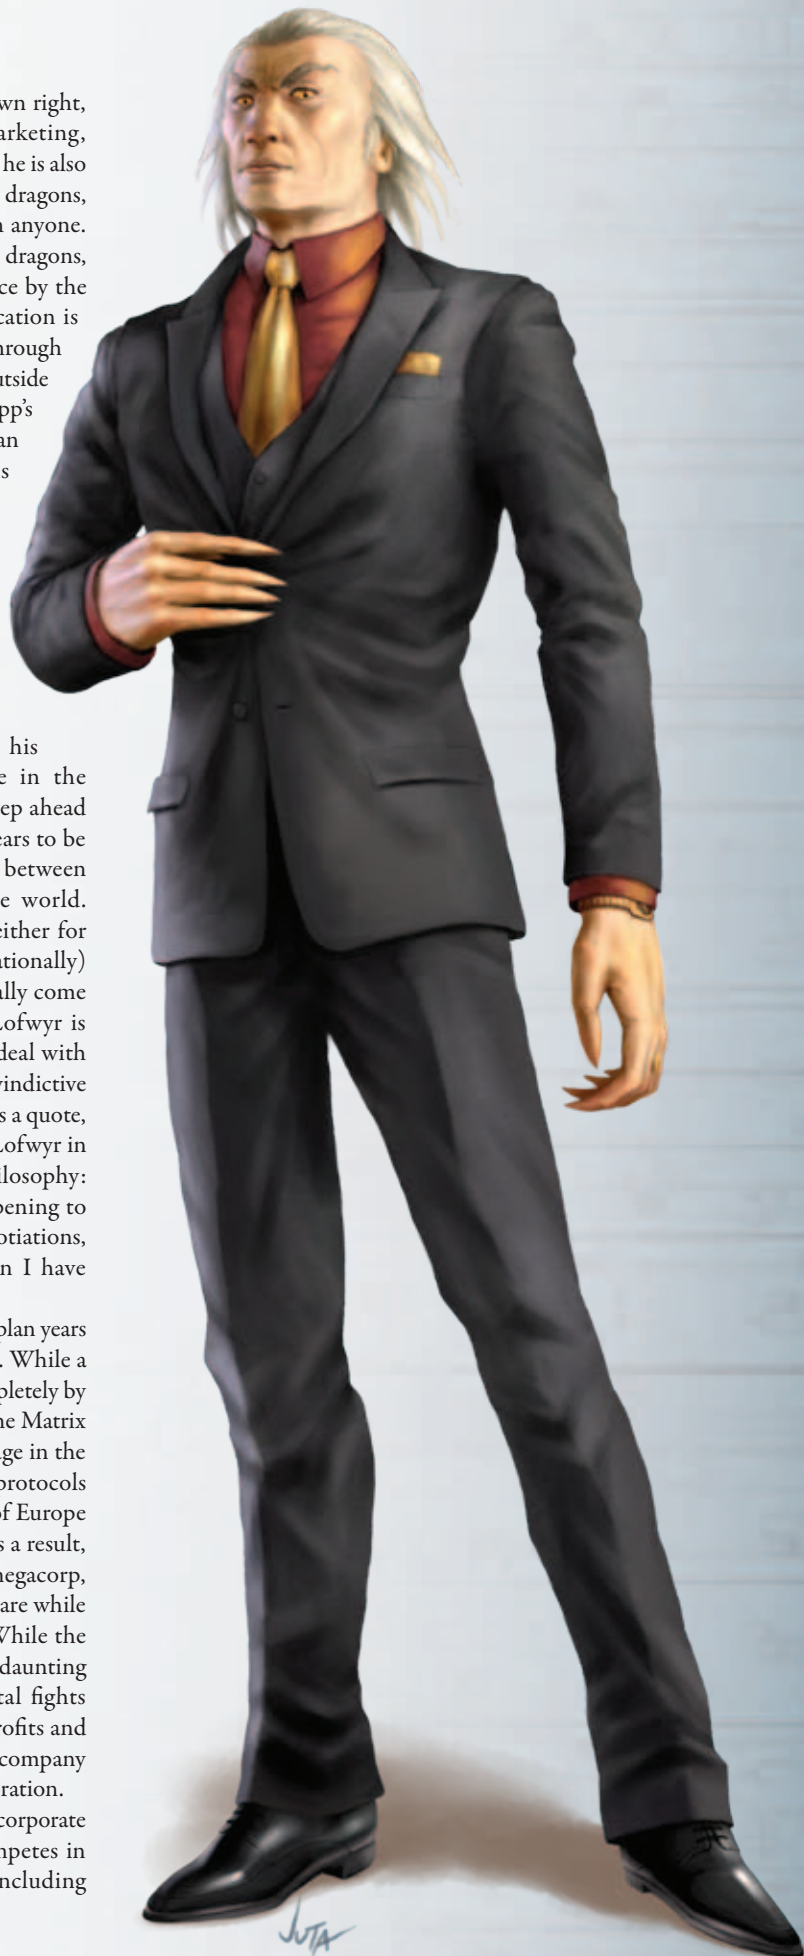 wn right,
arketing,
he is also
dragons,
n anyone.
dragons,
ce by the
cation is
hrough
utside
pp's
an
s
his
e in the
ep ahead
ears to be
between
e world.
either for
ationally)
ally come
Lofwyr is
deal with
vindictive
s a quote,
Lofwyr in
ilosophy:
pening to
otiations,
n I have
plan years
. While a
pletely by
he Matrix
age in the
protocols
of Europe
s a result,
negacorp,
are while
While the
daunting
tal fights
rofits and
company
ration.
corporate
mpetes in
ncluding
JUTA